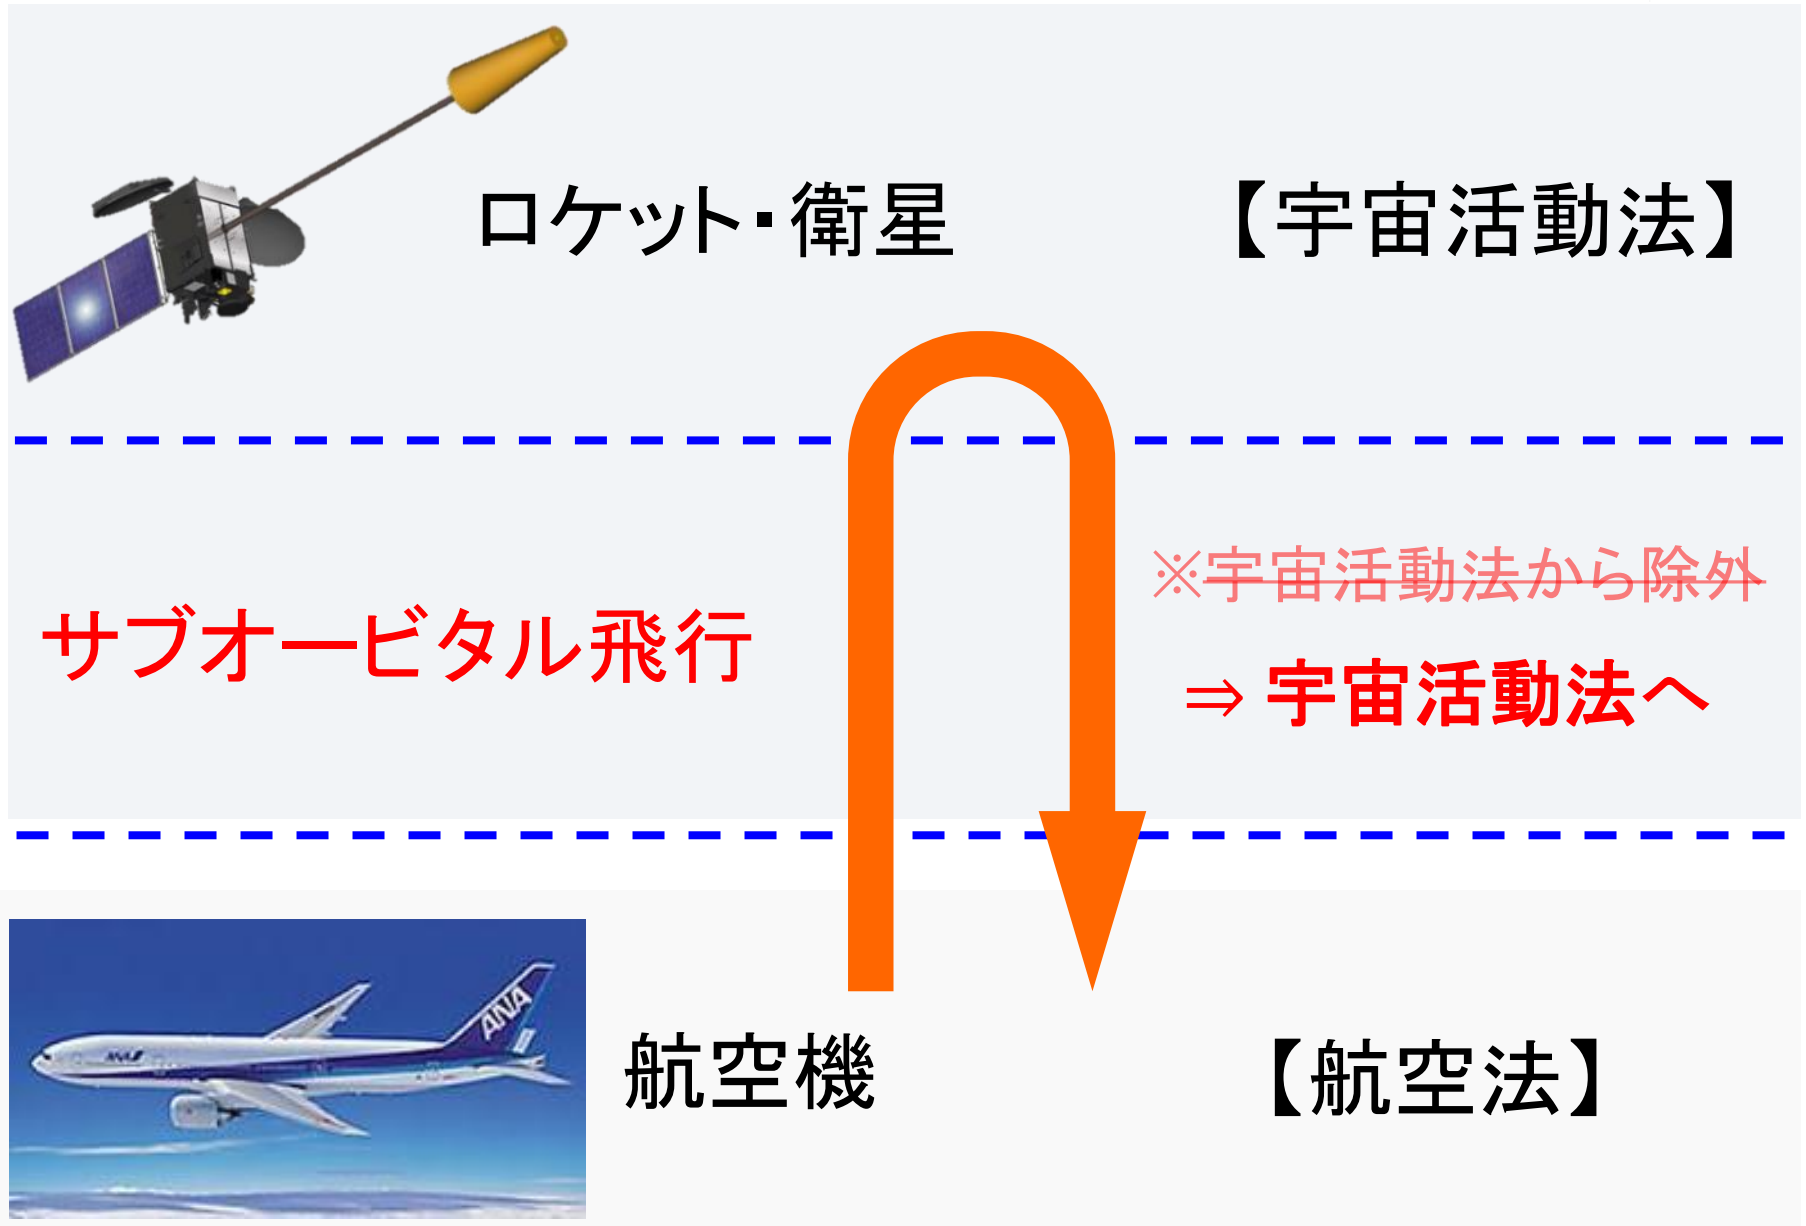 ロケット・衛星 【宇宙活動法】
※宇宙活動法から除外
サブオービタル飛行
⇒ 宇宙活動法へ
ANA
ANA
航空機 【航空法】